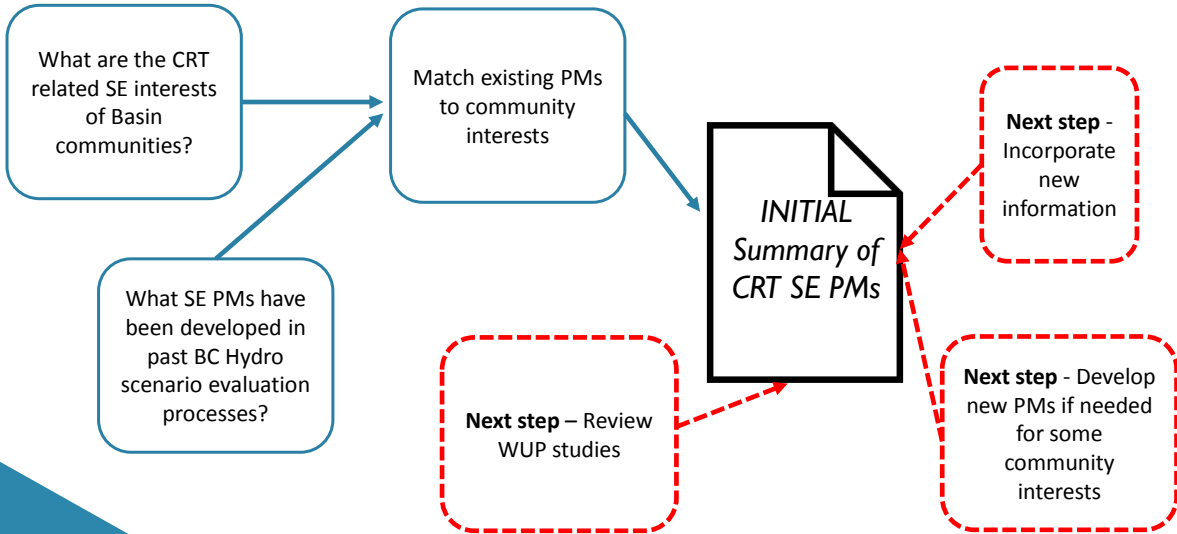 What are the CRT
related SE interests
of Basin
communities?
Match existing PMs
to community
interests
What SE PMs have
been developed in
past BC Hydro
scenario evaluation
processes?
INITIAL
Summary of
CRT SE PMs
Next step -
Incorporate
new
information
Next step – Review
WUP studies
Next step - Develop
new PMs if needed
for some
community
interests